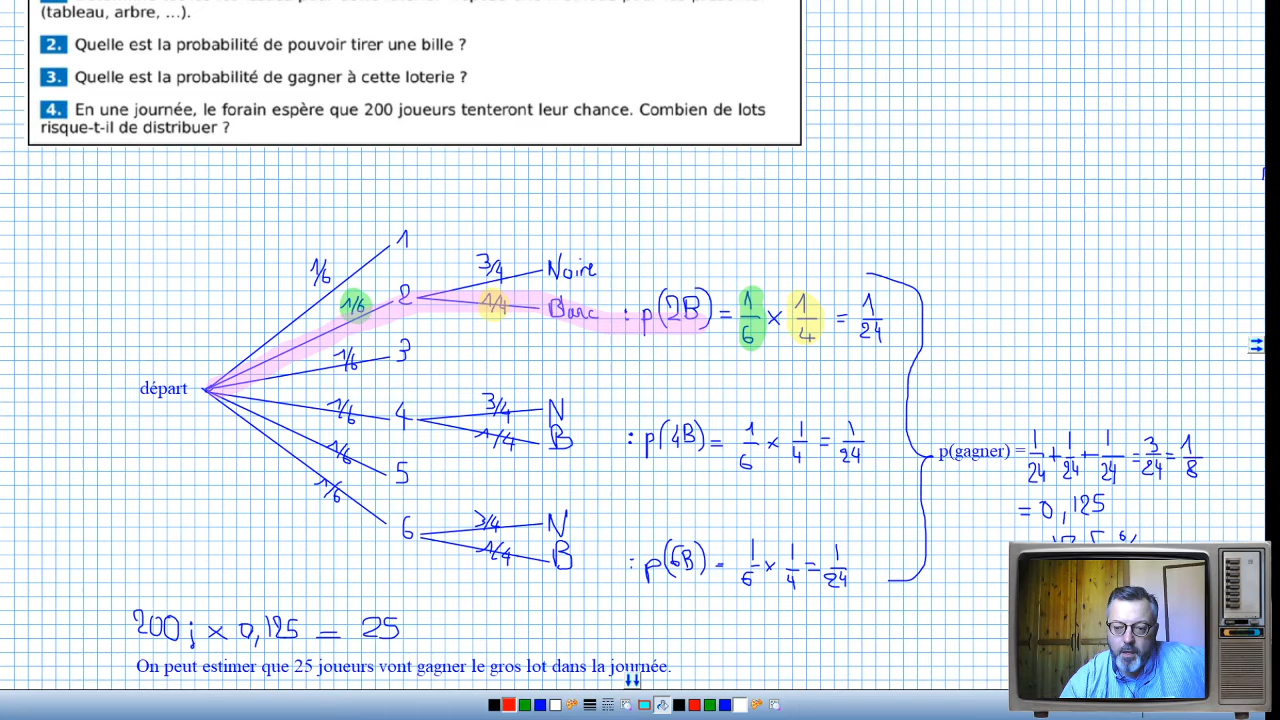 (tableau, arbre, ...).
2. Quelle est la probabilité de pouvoir tirer une bille ?
3. Quelle est la probabilité de gagner à cette loterie ?
4. En une journée, le forain espère que 200 joueurs tenteront leur chance. Combien de lots
risque-t-il de distribuer ?
1/6 1
3/4 Noire
1/6 2 1/4 Banc : p(2B) = 1/6 × 1/4 = 1/24
1/6 3
départ
1/6 4 3/4 N
1/4 B : p(4B) = 1/6 × 1/4 = 1/24
p(gagner) = 1/24 + 1/24 + 1/24 = 3/24 = 1/8
1/6 5
= 0,125
1/6 6 3/4 N
1/4 B : p(6B) = 1/6 × 1/4 = 1/24
200 j × 0,125 = 25
On peut estimer que 25 joueurs vont gagner le gros lot dans la journée.